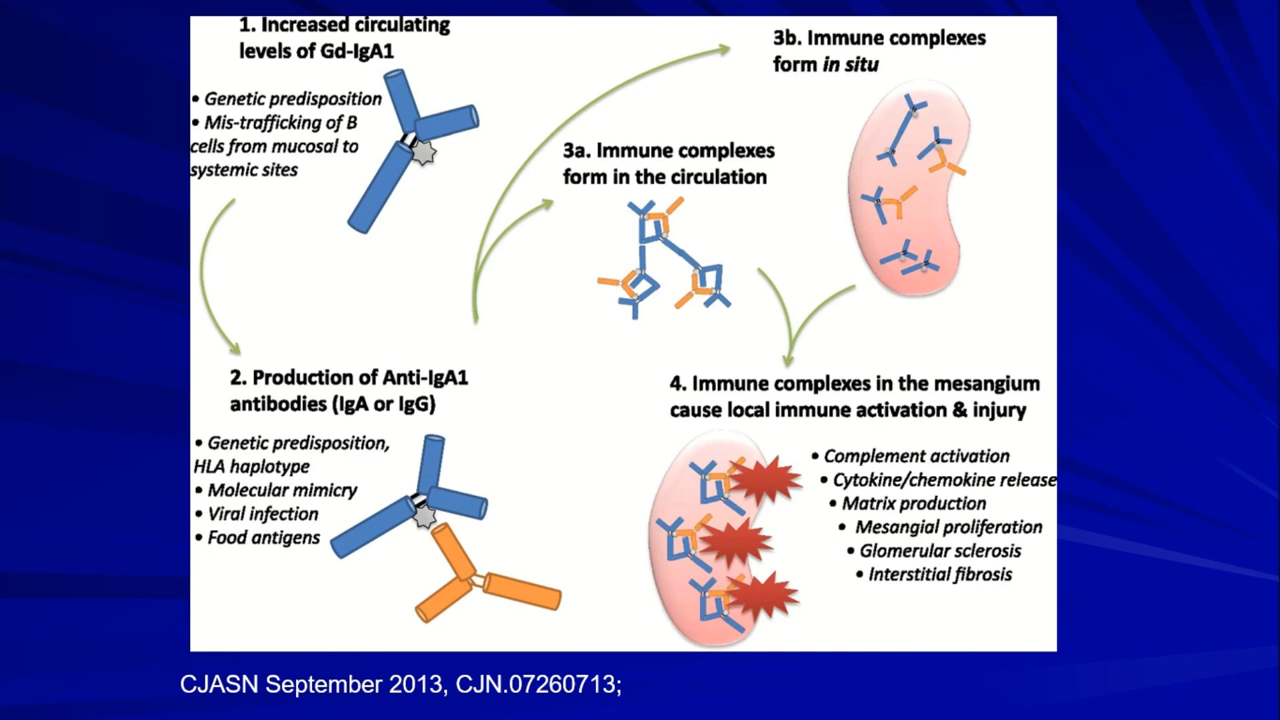 1. Increased circulating
levels of Gd-IgA1
• Genetic predisposition
• Mis-trafficking of B
cells from mucosal to
systemic sites
2. Production of Anti-IgA1
antibodies (IgA or IgG)
• Genetic predisposition,
HLA haplotype
• Molecular mimicry
• Viral infection
• Food antigens
3a. Immune complexes
form in the circulation
3b. Immune complexes
form in situ
4. Immune complexes in the mesangium
cause local immune activation & injury
• Complement activation
• Cytokine/chemokine release
• Matrix production
• Mesangial proliferation
• Glomerular sclerosis
• Interstitial fibrosis
CJASN September 2013, CJN.07260713;